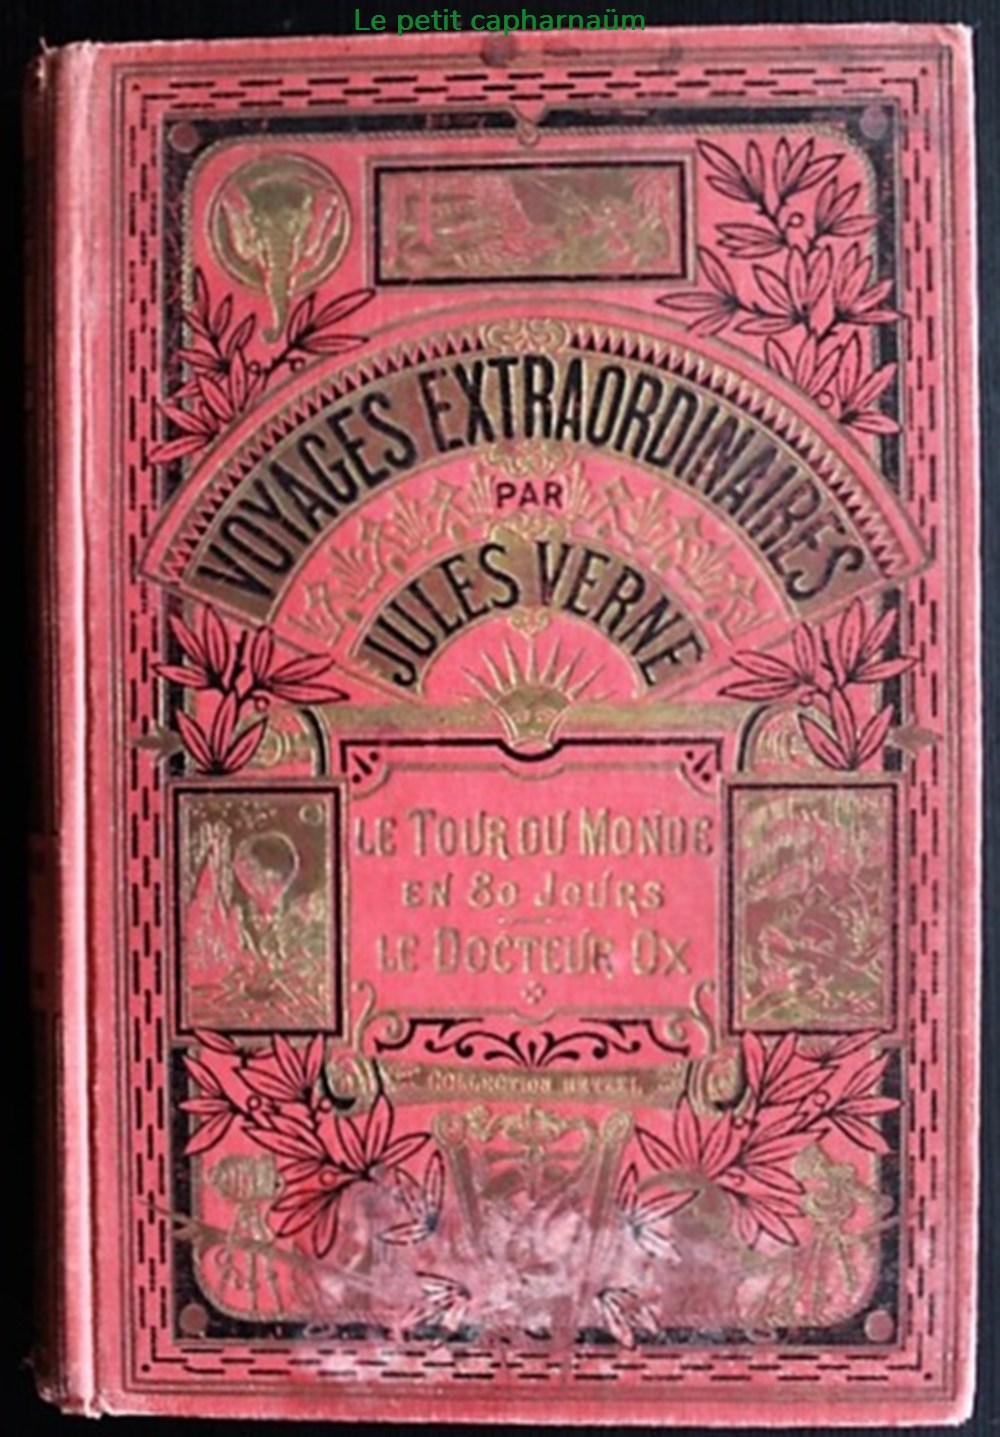 Le petit capharnaüm
VOYAGES EXTRAORDINAIRES
PAR
JULES VERNE
LE TOUR DU MONDE
EN 80 JOURS
LE DOCTEUR OX
COLLECTION HETZEL